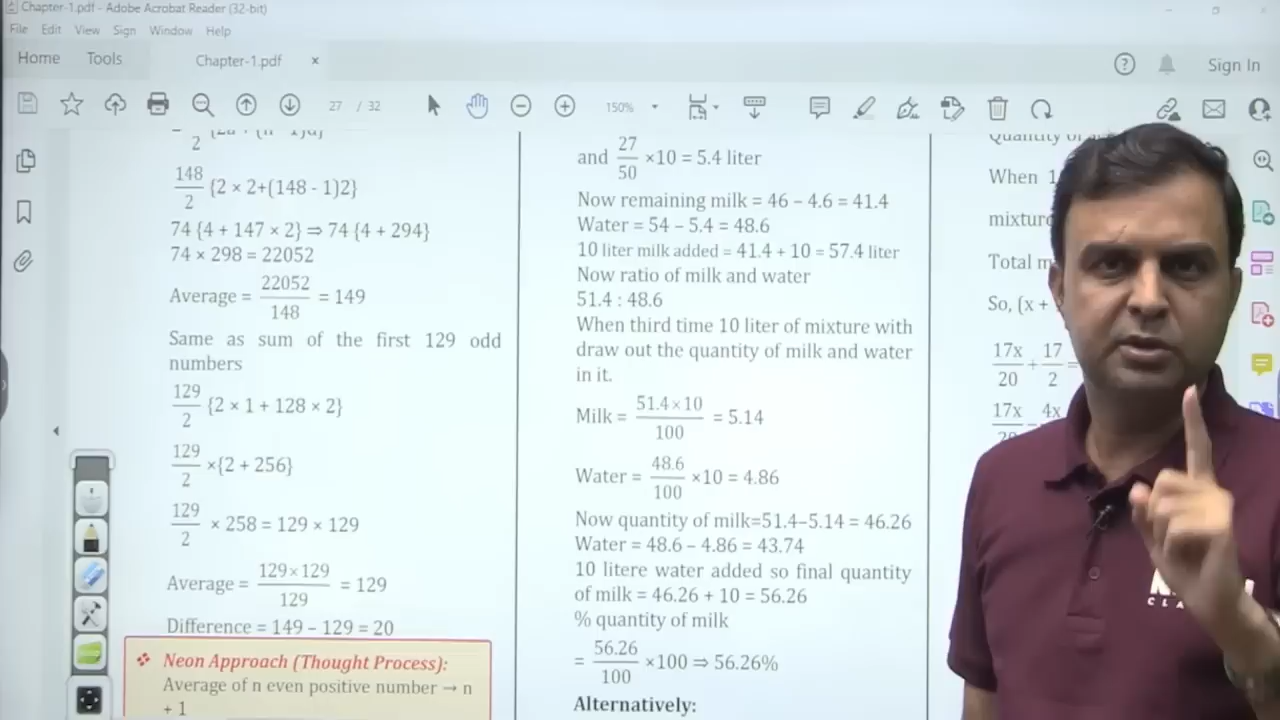 Chapter-1.pdf - Adobe Acrobat Reader (32-bit)
File Edit View Sign Window Help
Home Tools Chapter-1.pdf × Sign In
27 / 32 150%
148/2 {2 × 2+(148 - 1)2}
74 {4 + 147 × 2} ⇒ 74 {4 + 294}
74 × 298 = 22052
Average = 22052/148 = 149
Same as sum of the first 129 odd
numbers
129/2 {2 × 1 + 128 × 2}
129/2 ×{2 + 256}
129/2 × 258 = 129 × 129
Average = 129×129/129 = 129
Difference = 149 – 129 = 20
❖ Neon Approach (Thought Process):
Average of n even positive number → n
+ 1
and 27/50 ×10 = 5.4 liter
Now remaining milk = 46 – 4.6 = 41.4
Water = 54 – 5.4 = 48.6
10 liter milk added = 41.4 + 10 = 57.4 liter
Now ratio of milk and water
51.4 : 48.6
When third time 10 liter of mixture with
draw out the quantity of milk and water
in it.
Milk = 51.4×10/100 = 5.14
Water = 48.6/100 ×10 = 4.86
Now quantity of milk=51.4–5.14 = 46.26
Water = 48.6 – 4.86 = 43.74
10 litere water added so final quantity
of milk = 46.26 + 10 = 56.26
% quantity of milk
= 56.26/100 ×100 ⇒ 56.26%
Alternatively:
Quantity of
When 1
mixture
Total m
So, (x +
17x/20 + 17/2 =
17x 4x